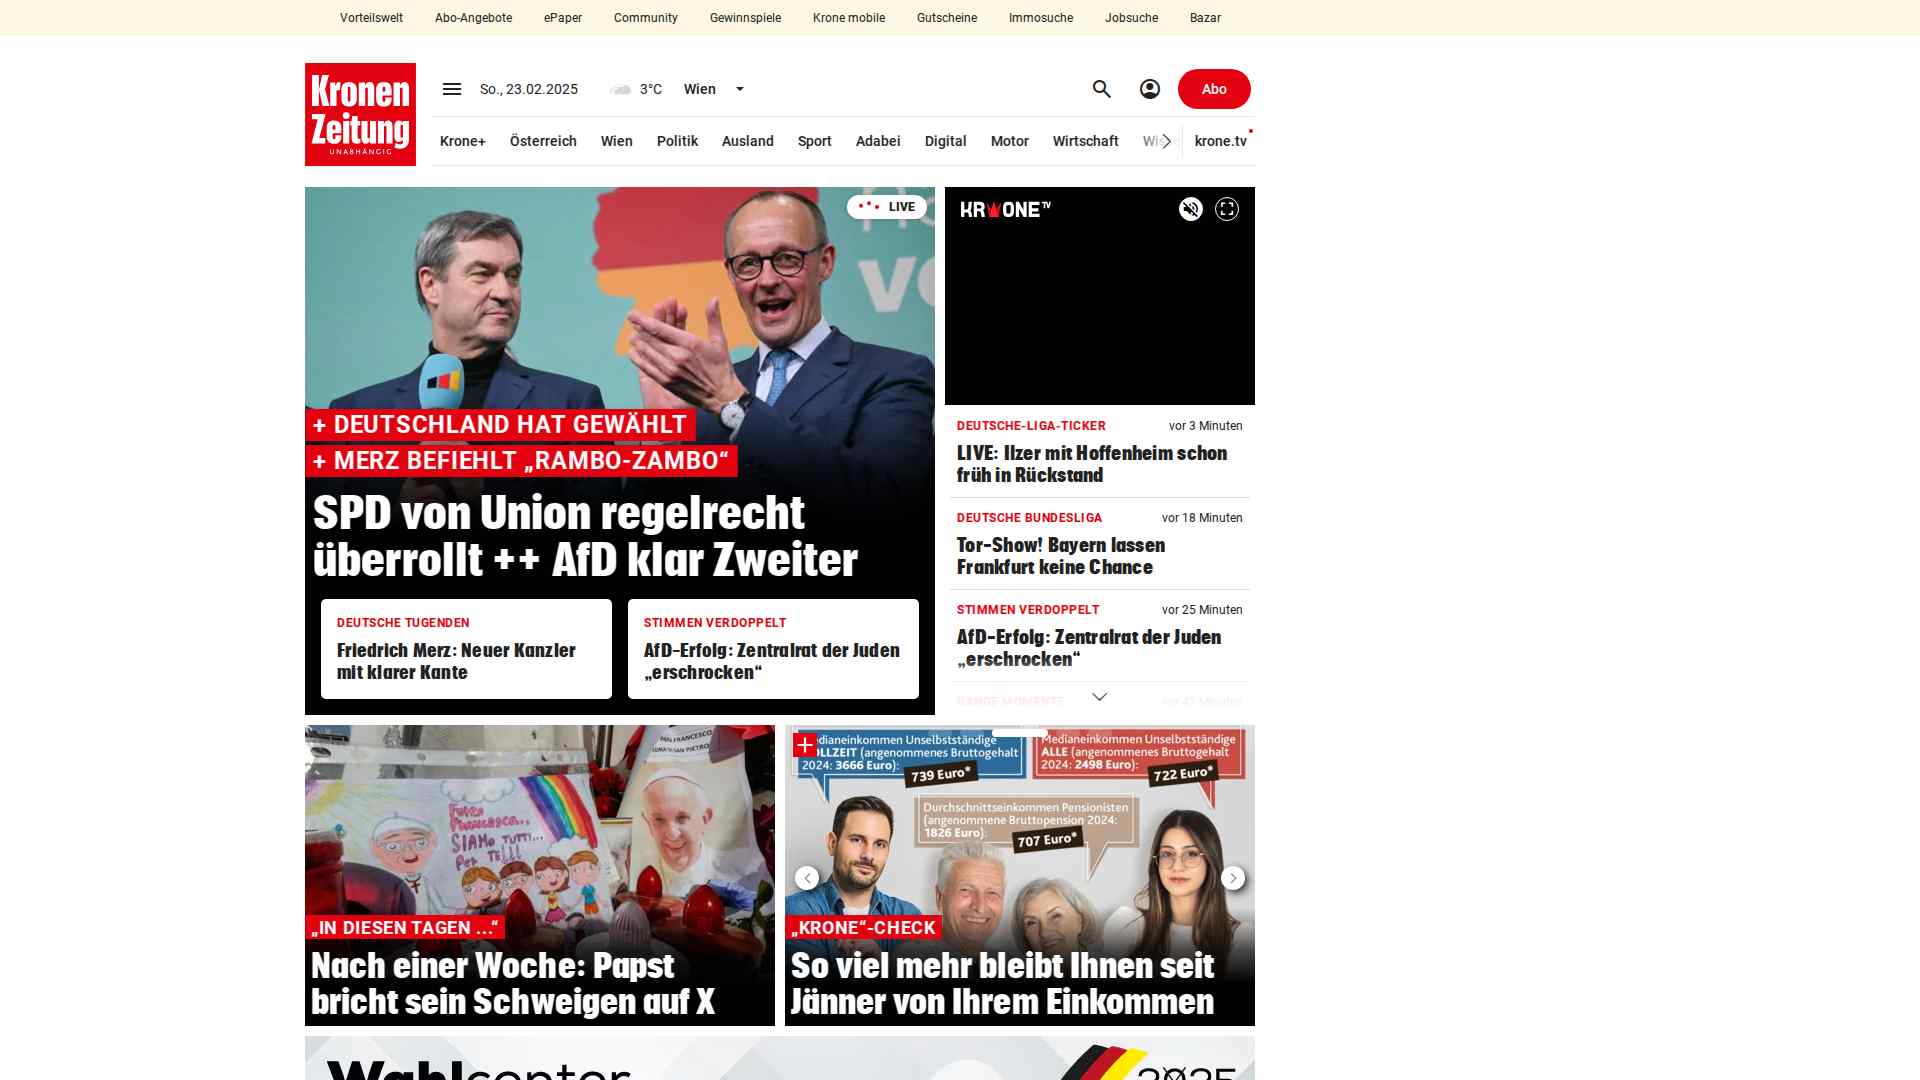 Vorteilswelt Abo-Angebote ePaper Community Gewinnspiele Krone mobile Gutscheine Immosuche Jobsuche Bazar
Kronen
Zeitung
UNABHÄNGIG
So., 23.02.2025 3°C Wien
Abo
Krone+ Österreich Wien Politik Ausland Sport Adabei Digital Motor Wirtschaft krone.tv
LIVE
+ DEUTSCHLAND HAT GEWÄHLT
+ MERZ BEFIEHLT „RAMBO-ZAMBO“
SPD von Union regelrecht
überrollt ++ AfD klar Zweiter
DEUTSCHE TUGENDEN
Friedrich Merz: Neuer Kanzler
mit klarer Kante
STIMMEN VERDOPPELT
AfD-Erfolg: Zentralrat der Juden
„erschrocken“
KRONE TV
DEUTSCHE-LIGA-TICKER vor 3 Minuten
LIVE: Ilzer mit Hoffenheim schon
früh in Rückstand
DEUTSCHE BUNDESLIGA vor 18 Minuten
Tor-Show! Bayern lassen
Frankfurt keine Chance
STIMMEN VERDOPPELT vor 25 Minuten
AfD-Erfolg: Zentralrat der Juden
„erschrocken“
SAN FRANCESCO
FORZA
FRANCESCO..
SIAMO TUTTI...
PER TE!!!
„IN DIESEN TAGEN ...“
Nach einer Woche: Papst
bricht sein Schweigen auf X
Unselbstständige
(angenommenes Bruttogehalt
2024: 3666 Euro):
739 Euro*
Medianeinkommen Unselbstständige
ALLE (angenommenes Bruttogehalt
2024: 2498 Euro):
722 Euro*
Durchschnittseinkommen Pensionisten
(angenommene Bruttopension 2024:
1826 Euro):
707 Euro*
„KRONE“-CHECK
So viel mehr bleibt Ihnen seit
Jänner von Ihrem Einkommen
Wahlcenter
2025